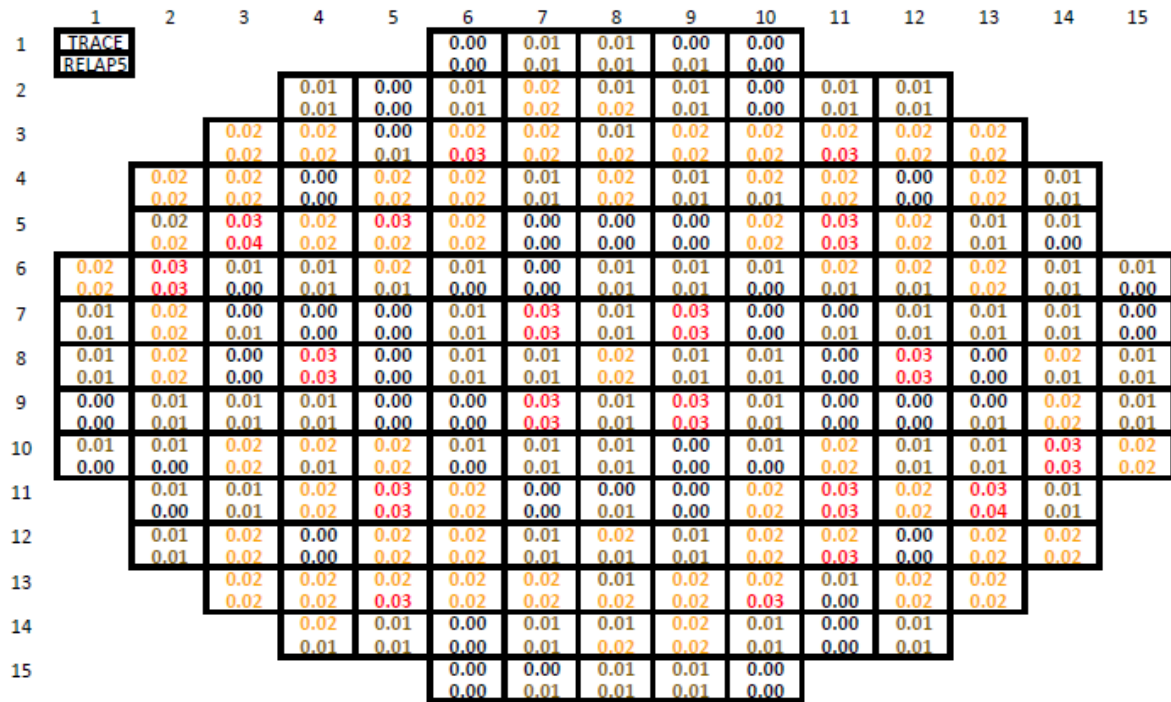 1 2 3 4 5 6 7 8 9 10 11 12 13 14 15
1 TRACE 0.00 0.01 0.01 0.00 0.00
RELAP5 0.00 0.01 0.01 0.01 0.00
2 0.01 0.00 0.01 0.02 0.01 0.01 0.00 0.01 0.01
0.01 0.00 0.01 0.02 0.02 0.01 0.00 0.01 0.01
3 0.02 0.02 0.00 0.02 0.02 0.01 0.02 0.02 0.02 0.02 0.02
0.02 0.02 0.01 0.03 0.02 0.02 0.02 0.02 0.03 0.02 0.02
4 0.02 0.02 0.00 0.02 0.02 0.01 0.02 0.01 0.02 0.02 0.00 0.02 0.01
0.02 0.02 0.00 0.02 0.02 0.01 0.02 0.01 0.01 0.02 0.00 0.02 0.01
5 0.02 0.03 0.02 0.03 0.02 0.00 0.00 0.00 0.02 0.03 0.02 0.01 0.01
0.02 0.04 0.02 0.02 0.02 0.00 0.00 0.00 0.02 0.03 0.02 0.01 0.00
6 0.02 0.03 0.01 0.01 0.02 0.01 0.00 0.01 0.01 0.01 0.02 0.02 0.02 0.01 0.01
0.02 0.03 0.00 0.01 0.01 0.00 0.00 0.01 0.01 0.00 0.01 0.01 0.02 0.01 0.00
7 0.01 0.02 0.00 0.00 0.00 0.01 0.03 0.01 0.03 0.00 0.00 0.01 0.01 0.01 0.00
0.01 0.02 0.01 0.00 0.00 0.01 0.03 0.01 0.03 0.00 0.01 0.01 0.01 0.01 0.00
8 0.01 0.02 0.00 0.03 0.00 0.01 0.01 0.02 0.01 0.01 0.00 0.03 0.00 0.02 0.01
0.01 0.02 0.00 0.03 0.00 0.01 0.01 0.02 0.01 0.01 0.00 0.03 0.00 0.01 0.01
9 0.00 0.01 0.01 0.01 0.00 0.00 0.03 0.01 0.03 0.01 0.00 0.00 0.00 0.02 0.01
0.00 0.01 0.01 0.01 0.00 0.00 0.03 0.01 0.03 0.01 0.00 0.00 0.01 0.02 0.01
10 0.01 0.01 0.02 0.02 0.02 0.01 0.01 0.01 0.00 0.01 0.02 0.01 0.01 0.03 0.02
0.00 0.00 0.02 0.01 0.02 0.00 0.01 0.01 0.00 0.00 0.02 0.01 0.01 0.03 0.02
11 0.01 0.01 0.02 0.03 0.02 0.00 0.00 0.00 0.02 0.03 0.02 0.03 0.01
0.00 0.01 0.02 0.03 0.02 0.00 0.01 0.00 0.02 0.03 0.02 0.04 0.01
12 0.01 0.02 0.00 0.02 0.02 0.01 0.02 0.01 0.02 0.02 0.00 0.02 0.02
0.01 0.02 0.00 0.02 0.02 0.01 0.01 0.01 0.02 0.03 0.00 0.02 0.02
13 0.02 0.02 0.02 0.02 0.02 0.01 0.02 0.02 0.01 0.02 0.02
0.02 0.02 0.03 0.02 0.02 0.02 0.02 0.03 0.00 0.02 0.02
14 0.02 0.01 0.00 0.01 0.01 0.02 0.01 0.00 0.01
0.01 0.01 0.00 0.01 0.02 0.02 0.01 0.00 0.01
15 0.00 0.00 0.01 0.01 0.00
0.00 0.01 0.01 0.01 0.00